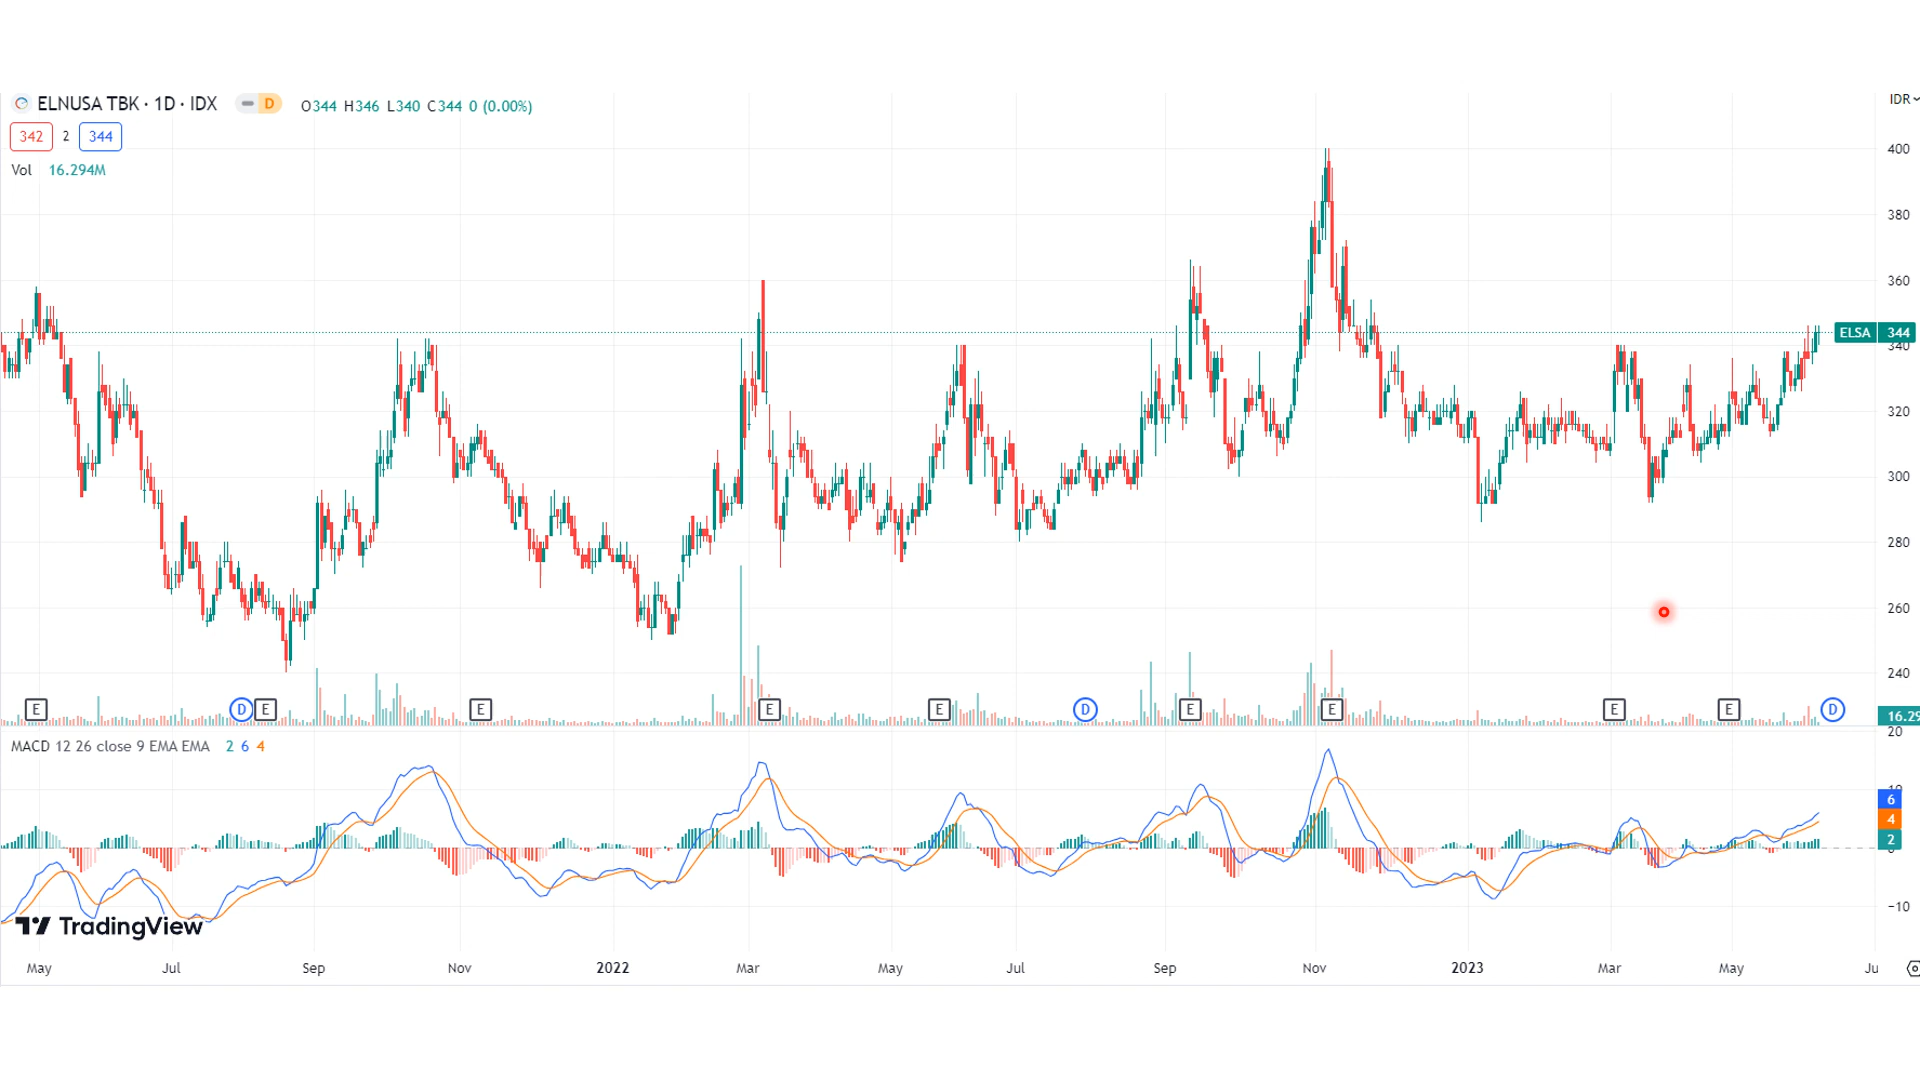 ELNUSA TBK · 1D · IDX D O344 H346 L340 C344 0 (0.00%)
IDR
342 2 344
Vol 16.294M
400
380
360
ELSA 344
340
320
300
280
260
240
E D E E E E D E E E E D
16.29
20
MACD 12 26 close 9 EMA EMA 2 6 4
6
4
2
−10
TradingView
May Jul Sep Nov 2022 Mar May Jul Sep Nov 2023 Mar May Ju